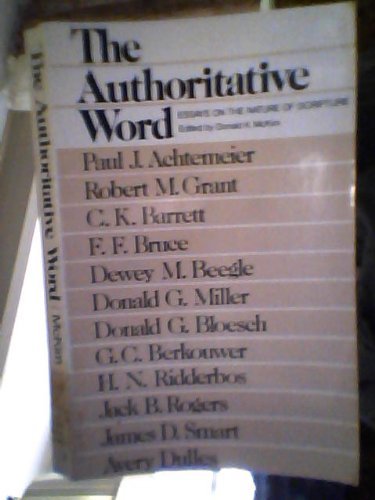 The
Authoritative
Word
ESSAYS ON THE NATURE OF SCRIPTURE
Edited by Donald K. McKim
Paul J. Achtemeier
Robert M. Grant
C. K. Barrett
F. F. Bruce
Dewey M. Beegle
Donald G. Miller
Donald G. Bloesch
G. C. Berkouwer
H. N. Ridderbos
Jack B. Rogers
James D. Smart
Avery Dulles
The Authoritative Word McKim